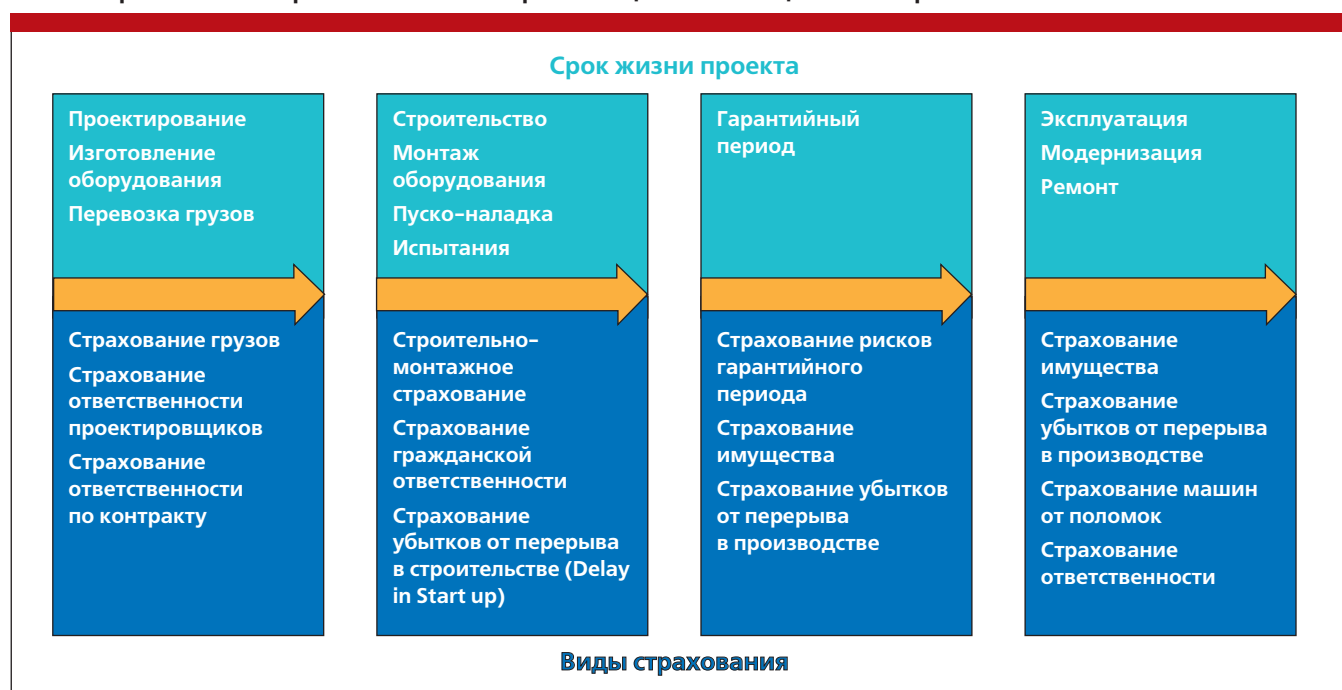 Срок жизни проекта
Проектирование
Изготовление
оборудования
Перевозка грузов
Страхование грузов
Страхование
ответственности
проектировщиков
Страхование
ответственности
по контракту
Строительство
Монтаж
оборудования
Пуско-наладка
Испытания
Строительно-
монтажное
страхование
Страхование
гражданской
ответственности
Страхование
убытков от перерыва
в строительстве (Delay
in Start up)
Гарантийный
период
Страхование рисков
гарантийного
периода
Страхование
имущества
Страхование убытков
от перерыва
в производстве
Эксплуатация
Модернизация
Ремонт
Страхование
имущества
Страхование
убытков от перерыва
в производстве
Страхование машин
от поломок
Страхование
ответственности
Виды страхования